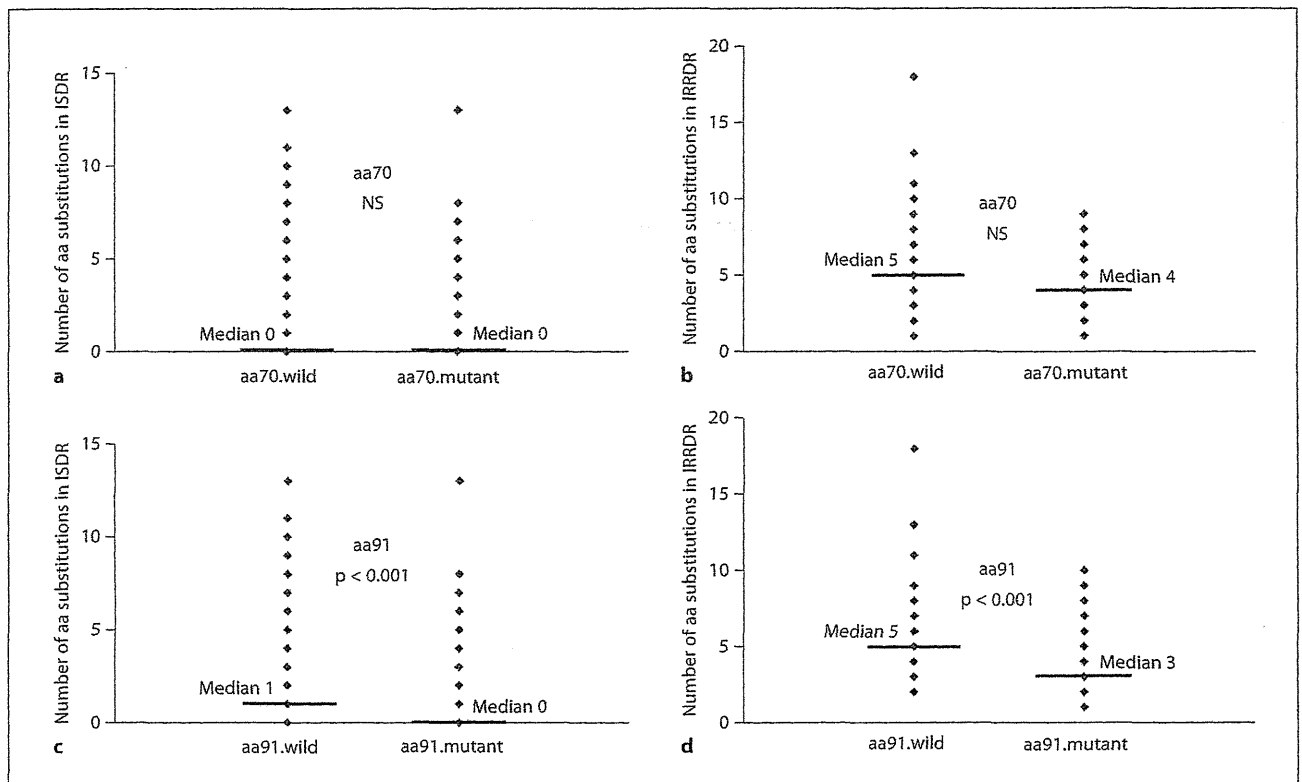 Number of aa substitutions in ISDR
15
10
5
0
aa70
NS
Median 0
Median 0
aa70.wild
aa70.mutant
a
Number of aa substitutions in IRRDR
20
15
10
5
0
aa70
NS
Median 5
Median 4
aa70.wild
aa70.mutant
b
Number of aa substitutions in ISDR
15
10
5
0
aa91
p < 0.001
Median 1
Median 0
aa91.wild
aa91.mutant
c
Number of aa substitutions in IRRDR
20
15
10
5
0
aa91
p < 0.001
Median 5
Median 3
aa91.wild
aa91.mutant
d